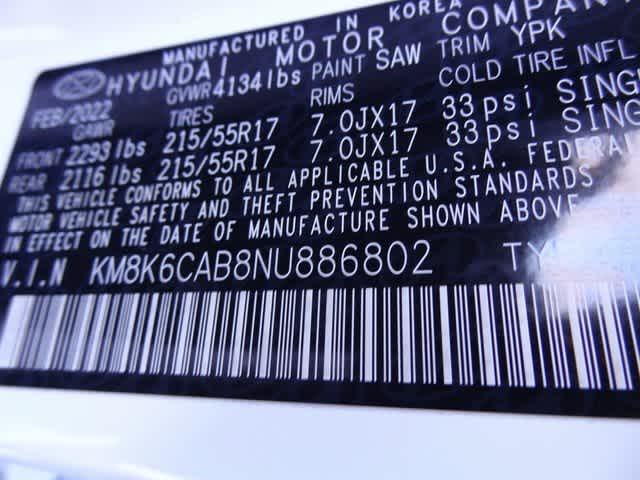 MANUFACTURED IN KOREA
HYUNDAI MOTOR COMPANY
FEB/2022 GVWR 4134lbs PAINT SAW TRIM YPK
GAWR TIRES RIMS COLD TIRE INFL
FRONT 2293lbs 215/55R17 7.0JX17 33psi SING
REAR 2116lbs 215/55R17 7.0JX17 33psi SING
THIS VEHICLE CONFORMS TO ALL APPLICABLE U.S.A. FEDERAL
MOTOR VEHICLE SAFETY AND THEFT PREVENTION STANDARDS
IN EFFECT ON THE DATE OF MANUFACTURE SHOWN ABOVE
V.I.N KM8K6CAB8NU886802 TY